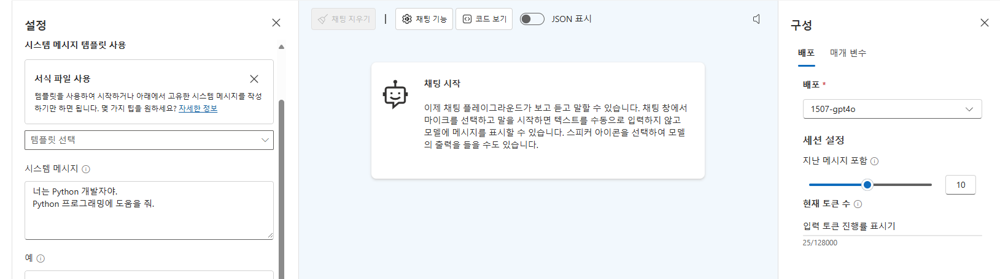 설정
시스템 메시지 템플릿 사용
서식 파일 사용
템플릿을 사용하여 시작하거나 아래에서 고유한 시스템 메시지를 작성
하기만 하면 됩니다. 몇 가지 팁을 원하세요? 자세한 정보
템플릿 선택
시스템 메시지
너는 Python 개발자야.
Python 프로그래밍에 도움을 줘.
예
채팅 지우기
채팅 기능
코드 보기
JSON 표시
채팅 시작
이제 채팅 플레이그라운드가 보고 듣고 말할 수 있습니다. 채팅 창에서
마이크를 선택하고 말을 시작하면 텍스트를 수동으로 입력하지 않고
모델에 메시지를 표시할 수 있습니다. 스피커 아이콘을 선택하여 모델
의 출력을 들을 수도 있습니다.
구성
배포
매개 변수
배포 *
1507-gpt4o
세션 설정
지난 메시지 포함
10
현재 토큰 수
입력 토큰 진행률 표시기
25/128000